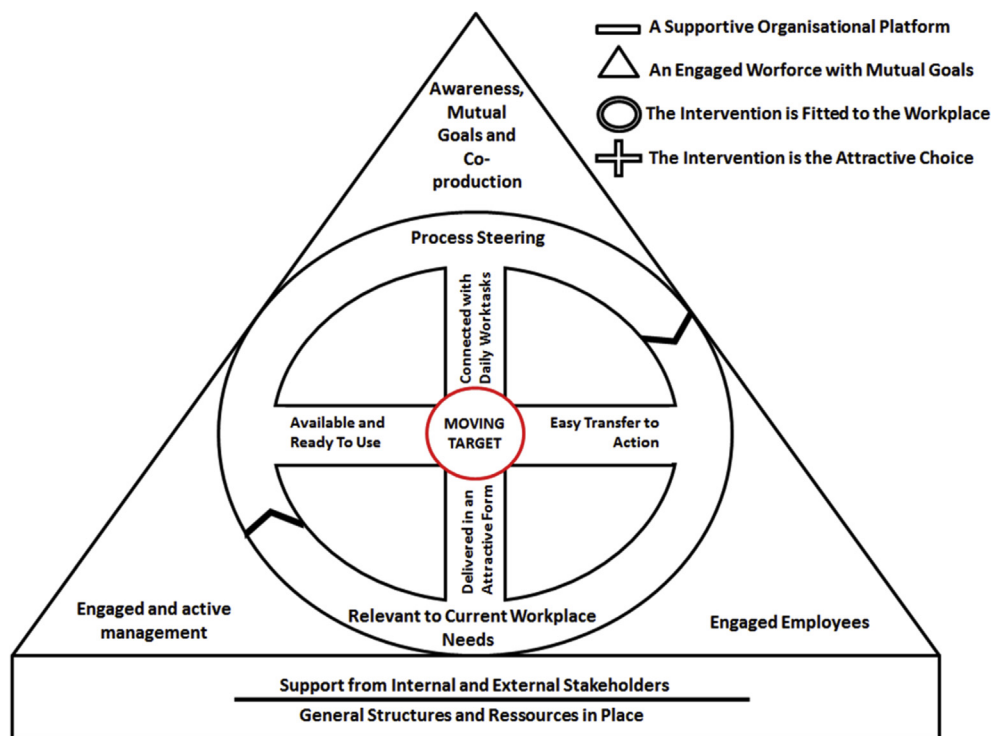 A Supportive Organisational Platform
An Engaged Worforce with Mutual Goals
The Intervention is Fitted to the Workplace
The Intervention is the Attractive Choice
Awareness,
Mutual
Goals and
Co-
production
Process Steering
Connected with
Daily Worktasks
Available and
Ready To Use
MOVING
TARGET
Easy Transfer to
Action
Delivered in an
Attractive Form
Relevant to Current Workplace
Needs
Engaged and active
management
Engaged Employees
Support from Internal and External Stakeholders
General Structures and Ressources in Place